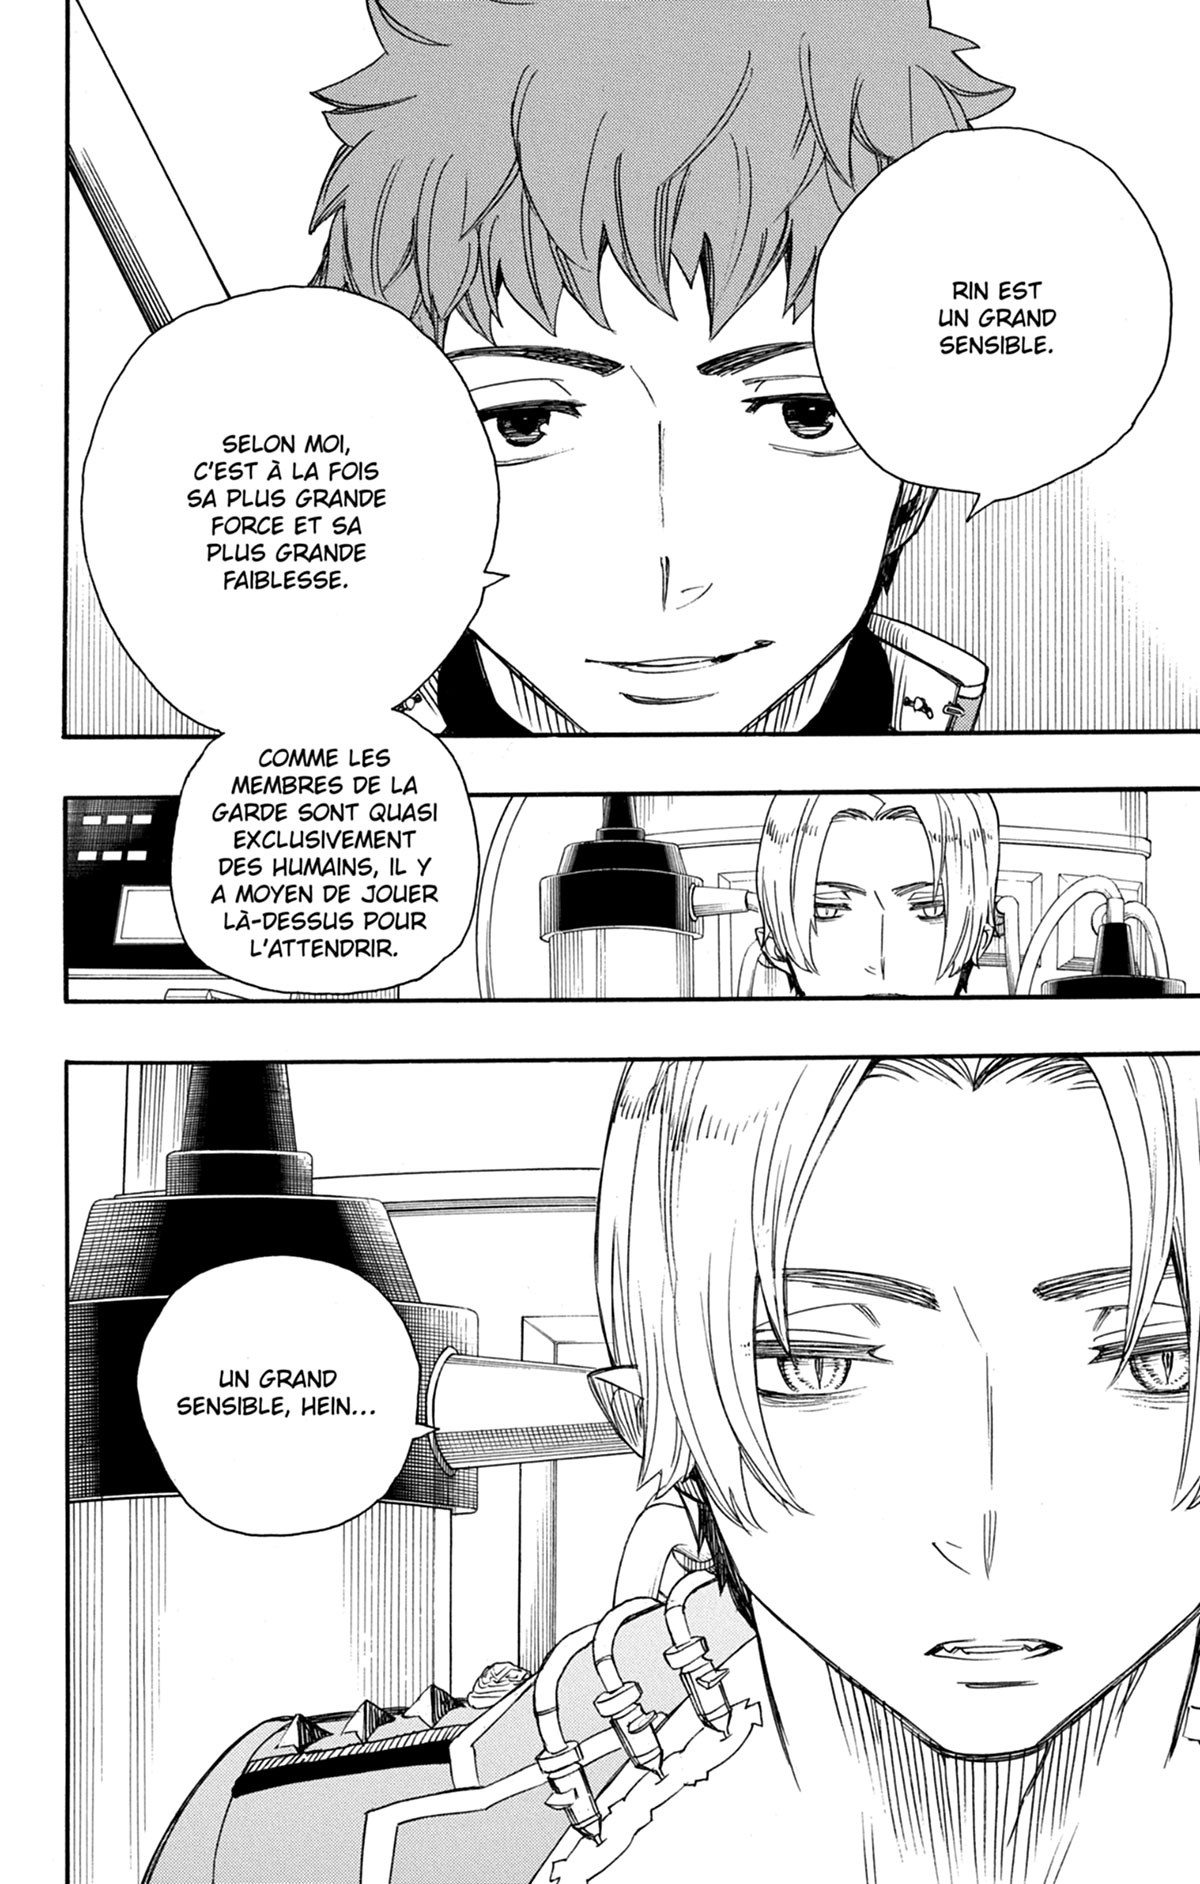 RIN EST
UN GRAND
SENSIBLE.
SELON MOI,
C'EST À LA FOIS
SA PLUS GRANDE
FORCE ET SA
PLUS GRANDE
FAIBLESSE.
COMME LES
MEMBRES DE LA
GARDE SONT QUASI
EXCLUSIVEMENT
DES HUMAINS, IL Y
A MOYEN DE JOUER
LÀ-DESSUS POUR
L'ATTENDRIR.
UN GRAND
SENSIBLE, HEIN...